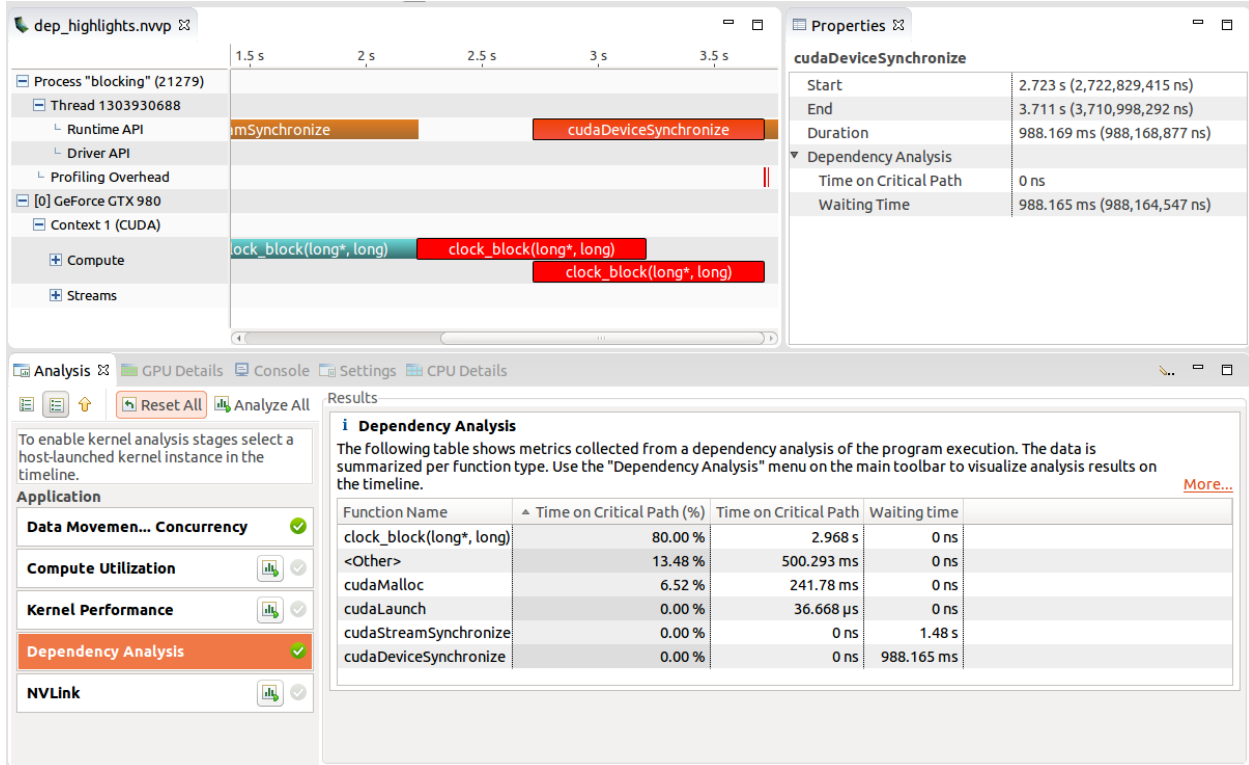 dep_highlights.nvvp
1.5 s 2 s 2.5 s 3 s 3.5 s
Process "blocking" (21279)
Thread 1303930688
Runtime API
mSynchronize cudaDeviceSynchronize
Driver API
Profiling Overhead
[0] GeForce GTX 980
Context 1 (CUDA)
Compute
lock_block(long*, long) clock_block(long*, long)
clock_block(long*, long)
Streams
Properties
cudaDeviceSynchronize
Start 2.723 s (2,722,829,415 ns)
End 3.711 s (3,710,998,292 ns)
Duration 988.169 ms (988,168,877 ns)
Dependency Analysis
Time on Critical Path 0 ns
Waiting Time 988.165 ms (988,164,547 ns)
Analysis GPU Details Console Settings CPU Details
Reset All Analyze All
To enable kernel analysis stages select a
host-launched kernel instance in the
timeline.
Application
Data Movemen... Concurrency
Compute Utilization
Kernel Performance
Dependency Analysis
NVLink
Results
i Dependency Analysis
The following table shows metrics collected from a dependency analysis of the program execution. The data is
summarized per function type. Use the "Dependency Analysis" menu on the main toolbar to visualize analysis results on
the timeline.
More...
Function Name Time on Critical Path (%) Time on Critical Path Waiting time
clock_block(long*, long) 80.00 % 2.968 s 0 ns
<Other> 13.48 % 500.293 ms 0 ns
cudaMalloc 6.52 % 241.78 ms 0 ns
cudaLaunch 0.00 % 36.668 µs 0 ns
cudaStreamSynchronize 0.00 % 0 ns 1.48 s
cudaDeviceSynchronize 0.00 % 0 ns 988.165 ms